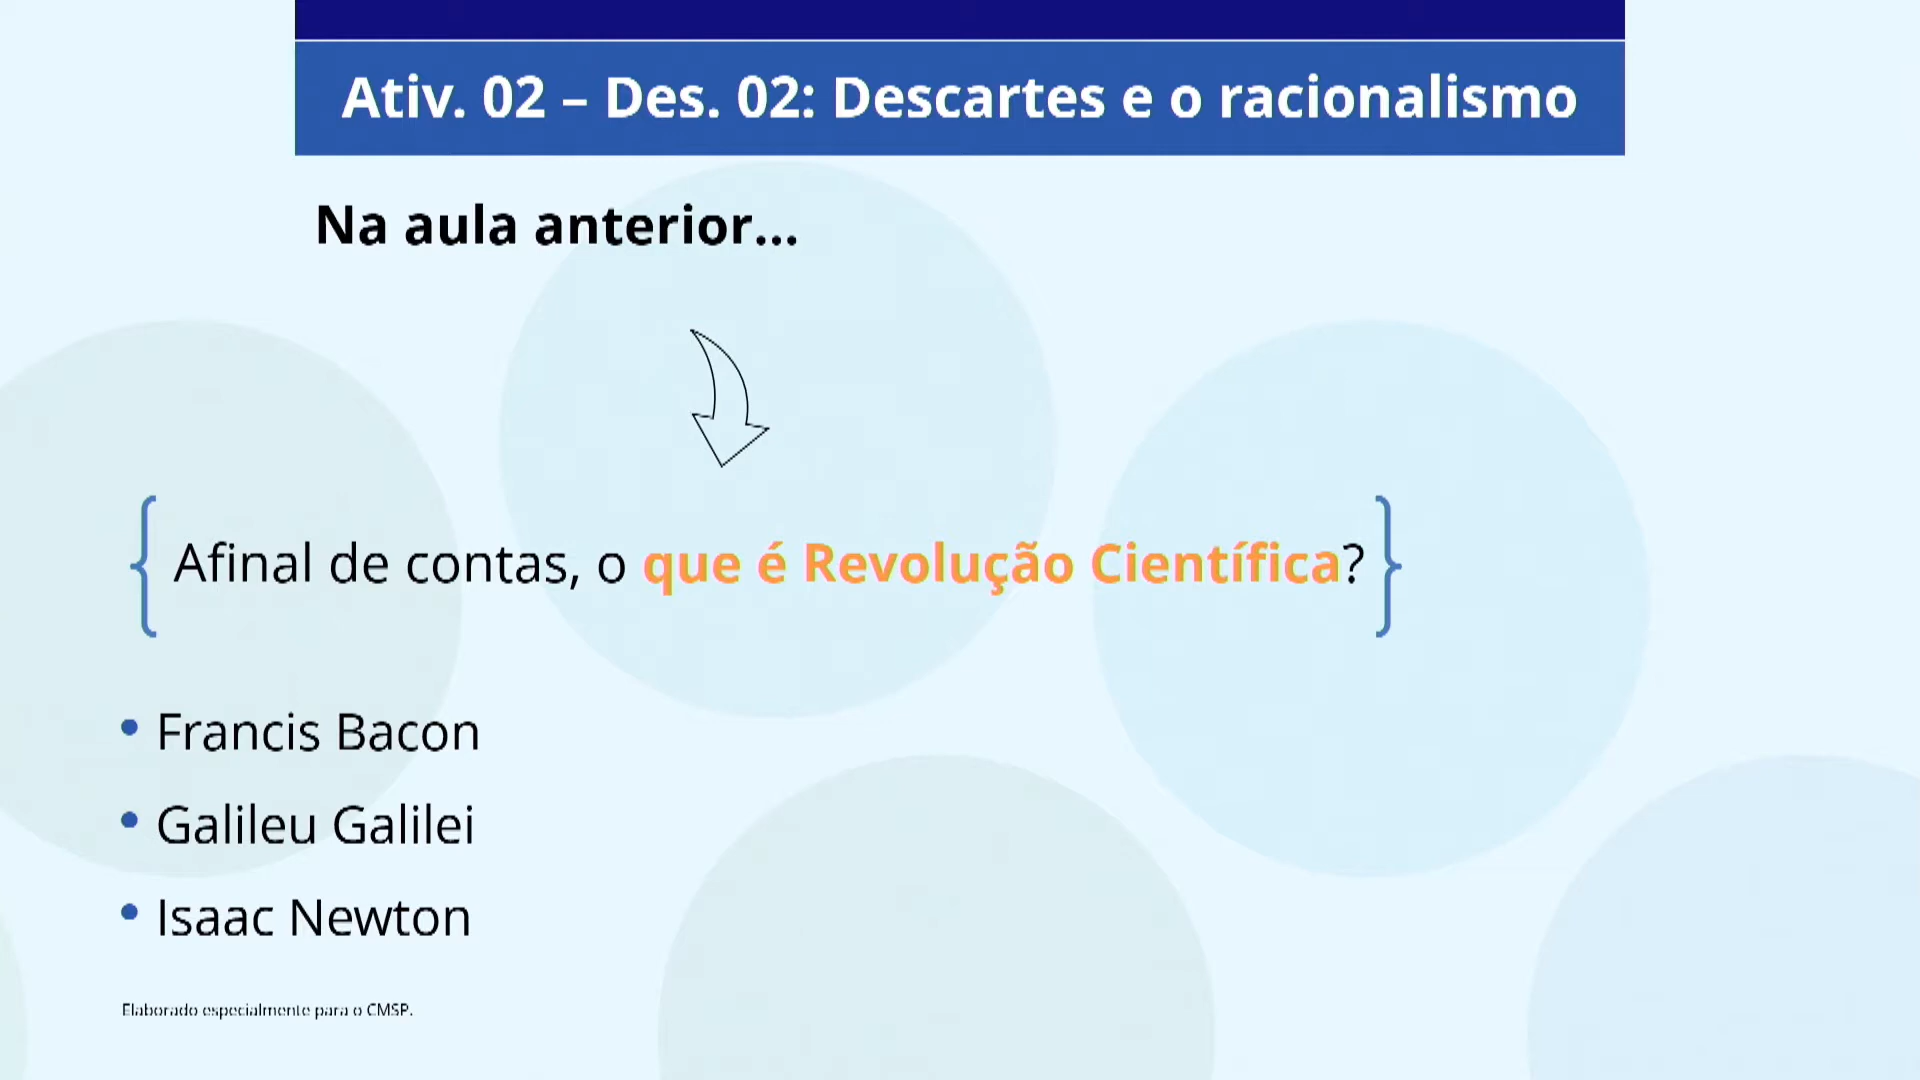 Ativ. 02 – Des. 02: Descartes e o racionalismo
Na aula anterior...
Afinal de contas, o que é Revolução Científica?
• Francis Bacon
• Galileu Galilei
• Isaac Newton
Elaborado especialmente para o CMSP.